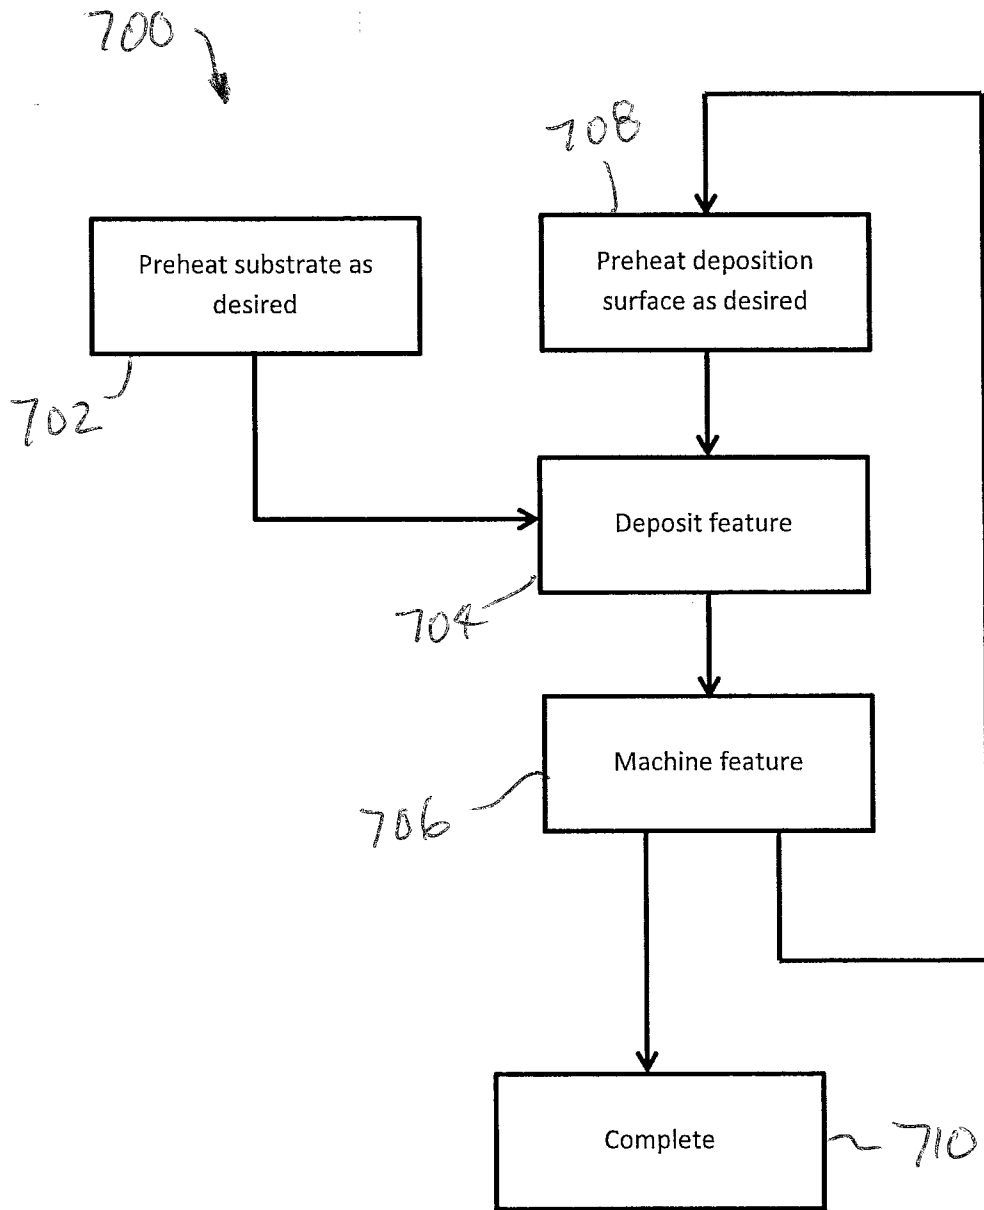 700
708
Preheat substrate as
desired
Preheat deposition
surface as desired
702
Deposit feature
704
Machine feature
706
Complete
710